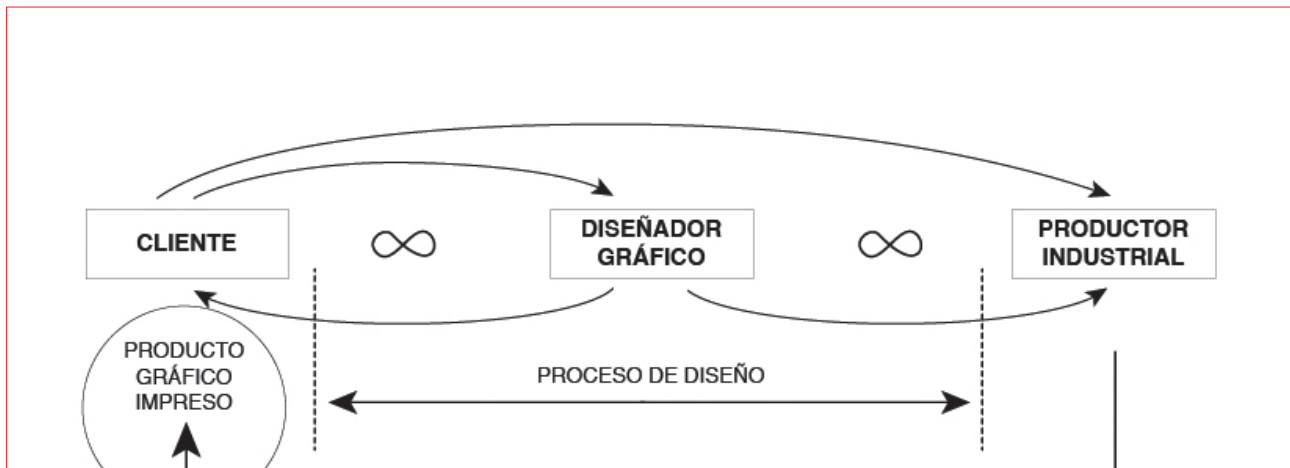 CLIENTE
∞
DISEÑADOR
GRÁFICO
∞
PRODUCTOR
INDUSTRIAL
PRODUCTO
GRÁFICO
IMPRESO
PROCESO DE DISEÑO